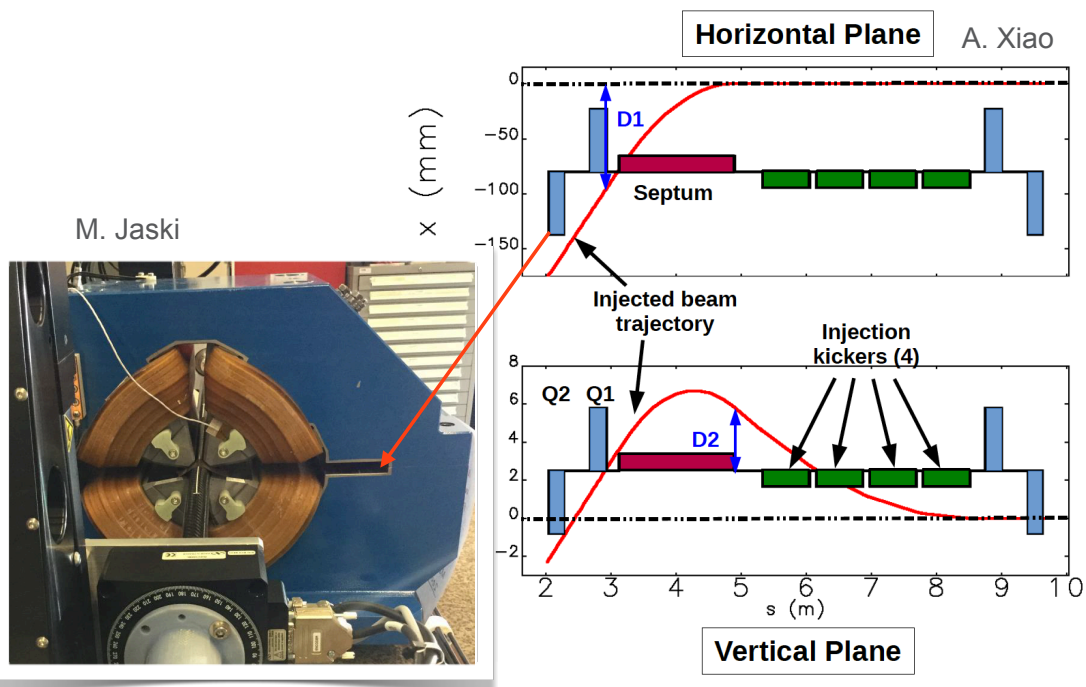 Horizontal Plane
A. Xiao
M. Jaski
x (mm)
0
−50
−100
−150
D1
Septum
Injected beam
trajectory
Injection
kickers (4)
8
6
4
2
0
−2
Q2 Q1
D2
2 3 4 5 6 7 8 9 10
s (m)
Vertical Plane